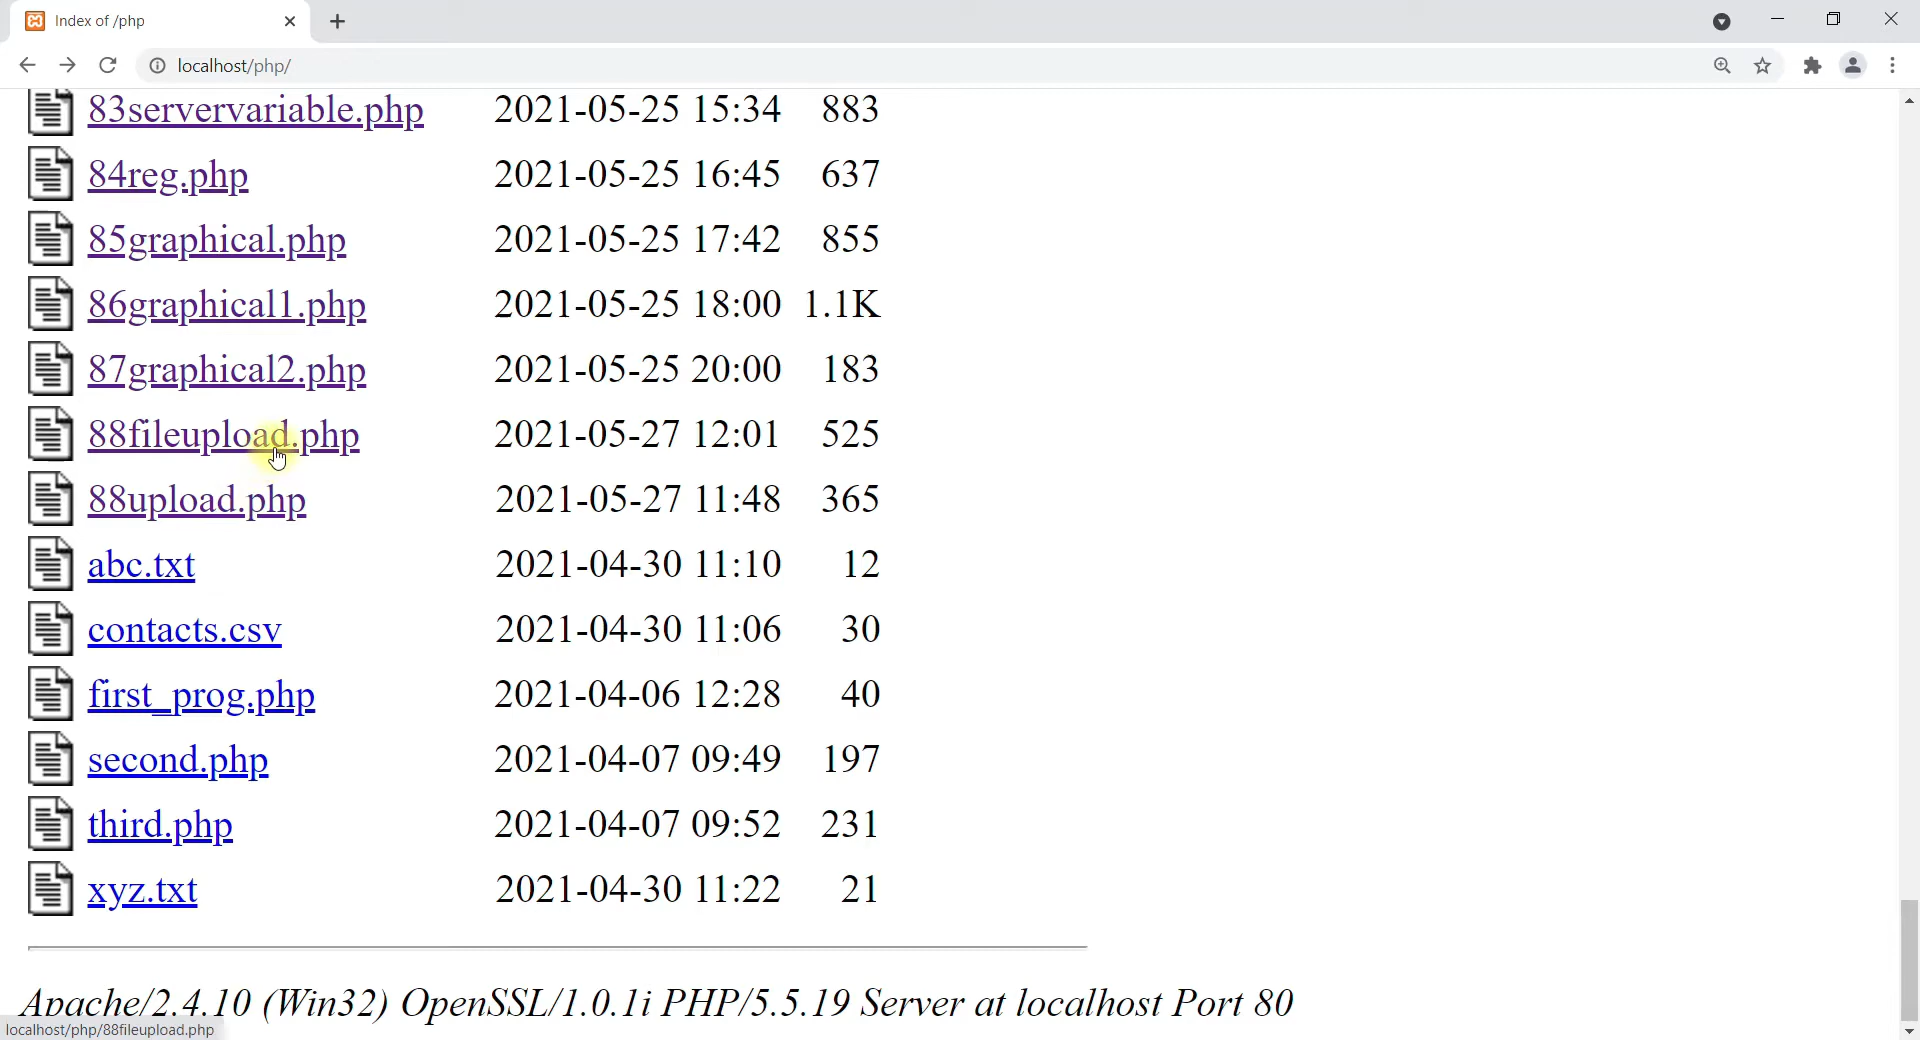 Index of /php
localhost/php/
83servervariable.php 2021-05-25 15:34 883
84reg.php 2021-05-25 16:45 637
85graphical.php 2021-05-25 17:42 855
86graphical1.php 2021-05-25 18:00 1.1K
87graphical2.php 2021-05-25 20:00 183
88fileupload.php 2021-05-27 12:01 525
88upload.php 2021-05-27 11:48 365
abc.txt 2021-04-30 11:10 12
contacts.csv 2021-04-30 11:06 30
first_prog.php 2021-04-06 12:28 40
second.php 2021-04-07 09:49 197
third.php 2021-04-07 09:52 231
xyz.txt 2021-04-30 11:22 21
Apache/2.4.10 (Win32) OpenSSL/1.0.1i PHP/5.5.19 Server at localhost Port 80
localhost/php/88fileupload.php